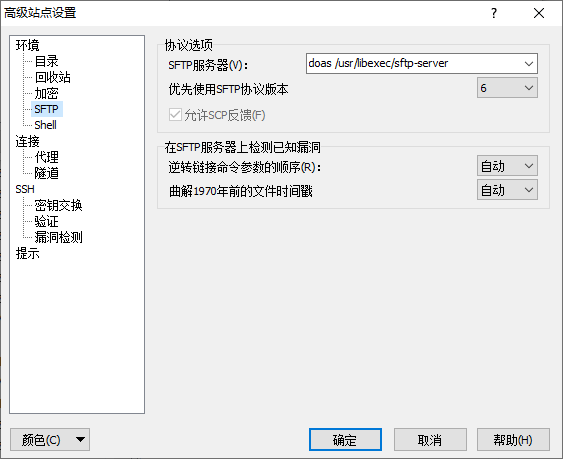 高级站点设置
环境
目录
回收站
加密
SFTP
Shell
连接
代理
隧道
SSH
密钥交换
验证
漏洞检测
提示
协议选项
SFTP服务器(V): doas /usr/libexec/sftp-server
优先使用SFTP协议版本 6
允许SCP反馈(F)
在SFTP服务器上检测已知漏洞
逆转链接命令参数的顺序(R): 自动
曲解1970年前的文件时间戳 自动
颜色(C) 确定 取消 帮助(H)